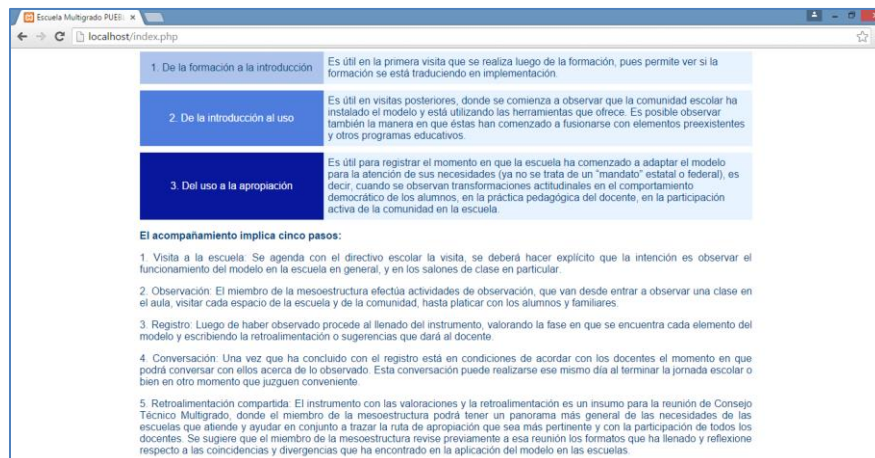 Escuela Multigrado PUEB
localhost/index.php
1. De la formación a la introducción
Es útil en la primera visita que se realiza luego de la formación, pues permite ver si la
formación se está traduciendo en implementación.
2. De la introducción al uso
Es útil en visitas posteriores, donde se comienza a observar que la comunidad escolar ha
instalado el modelo y está utilizando las herramientas que ofrece. Es posible observar
también la manera en que éstas han comenzado a fusionarse con elementos preexistentes
y otros programas educativos.
3. Del uso a la apropiación
Es útil para registrar el momento en que la escuela ha comenzado a adaptar el modelo
para la atención de sus necesidades (ya no se trata de un "mandato" estatal o federal), es
decir, cuando se observan transformaciones actitudinales en el comportamiento
democrático de los alumnos, en la práctica pedagógica del docente, en la participación
activa de la comunidad en la escuela.
El acompañamiento implica cinco pasos:
1. Visita a la escuela: Se agenda con el directivo escolar la visita, se deberá hacer explícito que la intención es observar el
funcionamiento del modelo en la escuela en general, y en los salones de clase en particular.
2. Observación: El miembro de la mesoestructura efectúa actividades de observación, que van desde entrar a observar una clase en
el aula, visitar cada espacio de la escuela y de la comunidad, hasta platicar con los alumnos y familiares.
3. Registro: Luego de haber observado procede al llenado del instrumento, valorando la fase en que se encuentra cada elemento del
modelo y escribiendo la retroalimentación o sugerencias que dará al docente.
4. Conversación: Una vez que ha concluido con el registro está en condiciones de acordar con los docentes el momento en que
podrá conversar con ellos acerca de lo observado. Esta conversación puede realizarse ese mismo día al terminar la jornada escolar o
bien en otro momento que juzguen conveniente.
5. Retroalimentación compartida: El instrumento con las valoraciones y la retroalimentación es un insumo para la reunión de Consejo
Técnico Multigrado, donde el miembro de la mesoestructura podrá tener un panorama más general de las necesidades de las
escuelas que atiende y ayudar en conjunto a trazar la ruta de apropiación que sea más pertinente y con la participación de todos los
docentes. Se sugiere que el miembro de la mesoestructura revise previamente a esa reunión los formatos que ha llenado y reflexione
respecto a las coincidencias y divergencias que ha encontrado en la aplicación del modelo en las escuelas.